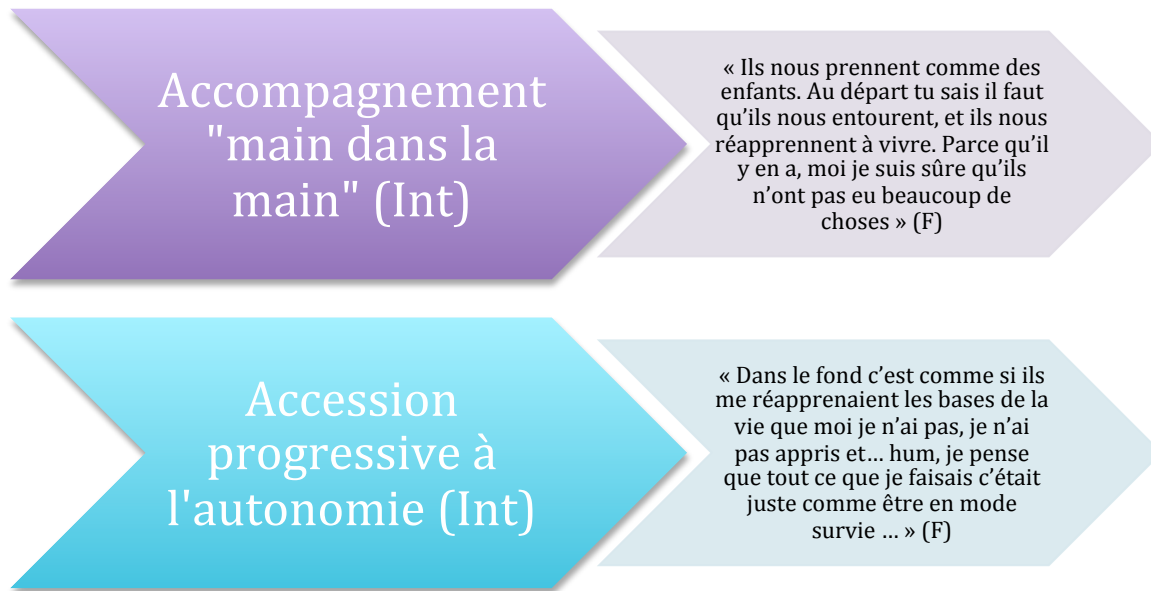 Accompagnement
"main dans la
main" (Int)
« Ils nous prennent comme des
enfants. Au départ tu sais il faut
qu’ils nous entourent, et ils nous
réapprennent à vivre. Parce qu’il
y en a, moi je suis sûre qu’ils
n’ont pas eu beaucoup de
choses » (F)
Accession
progressive à
l'autonomie (Int)
« Dans le fond c’est comme si ils
me réapprenaient les bases de la
vie que moi je n’ai pas, je n’ai
pas appris et… hum, je pense
que tout ce que je faisais c’était
juste comme être en mode
survie … » (F)